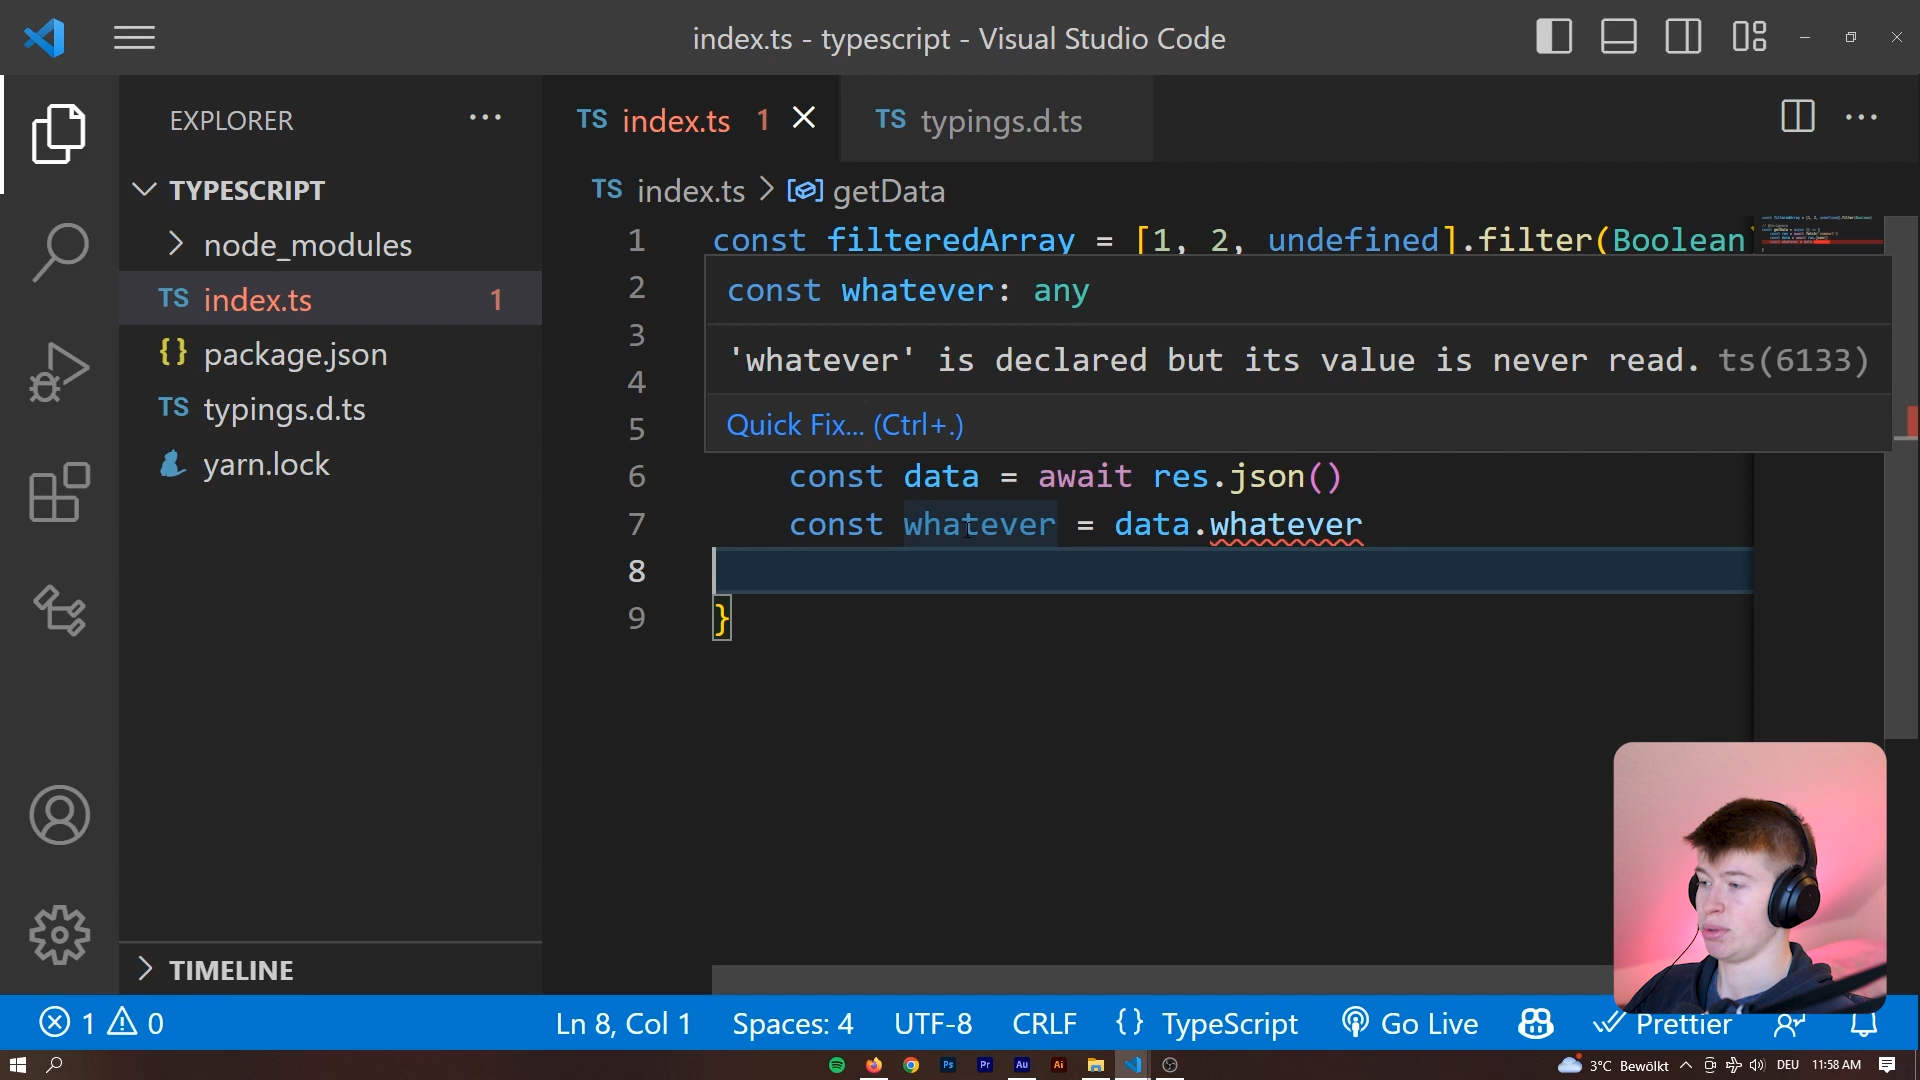 index.ts - typescript - Visual Studio Code
EXPLORER
TYPESCRIPT
node_modules
TS index.ts 1
{} package.json
TS typings.d.ts
yarn.lock
TIMELINE
TS index.ts 1
TS typings.d.ts
TS index.ts > getData
1 const filteredArray = [1, 2, undefined].filter(Boolean
2
const whatever: any
3
'whatever' is declared but its value is never read. ts(6133)
4
5
Quick Fix... (Ctrl+.)
6 const data = await res.json()
7 const whatever = data.whatever
8
9 }
1 0
Ln 8, Col 1
Spaces: 4
UTF-8
CRLF
{} TypeScript
Go Live
Prettier
Ps
Pr
Au
Ai
3°C Bewölkt
DEU
11:58 AM